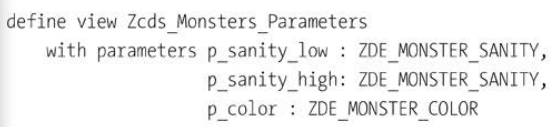 define view Zcds_Monsters_Parameters
with parameters p_sanity_low : ZDE_MONSTER_SANITY,
p_sanity_high: ZDE_MONSTER_SANITY,
p_color : ZDE_MONSTER_COLOR